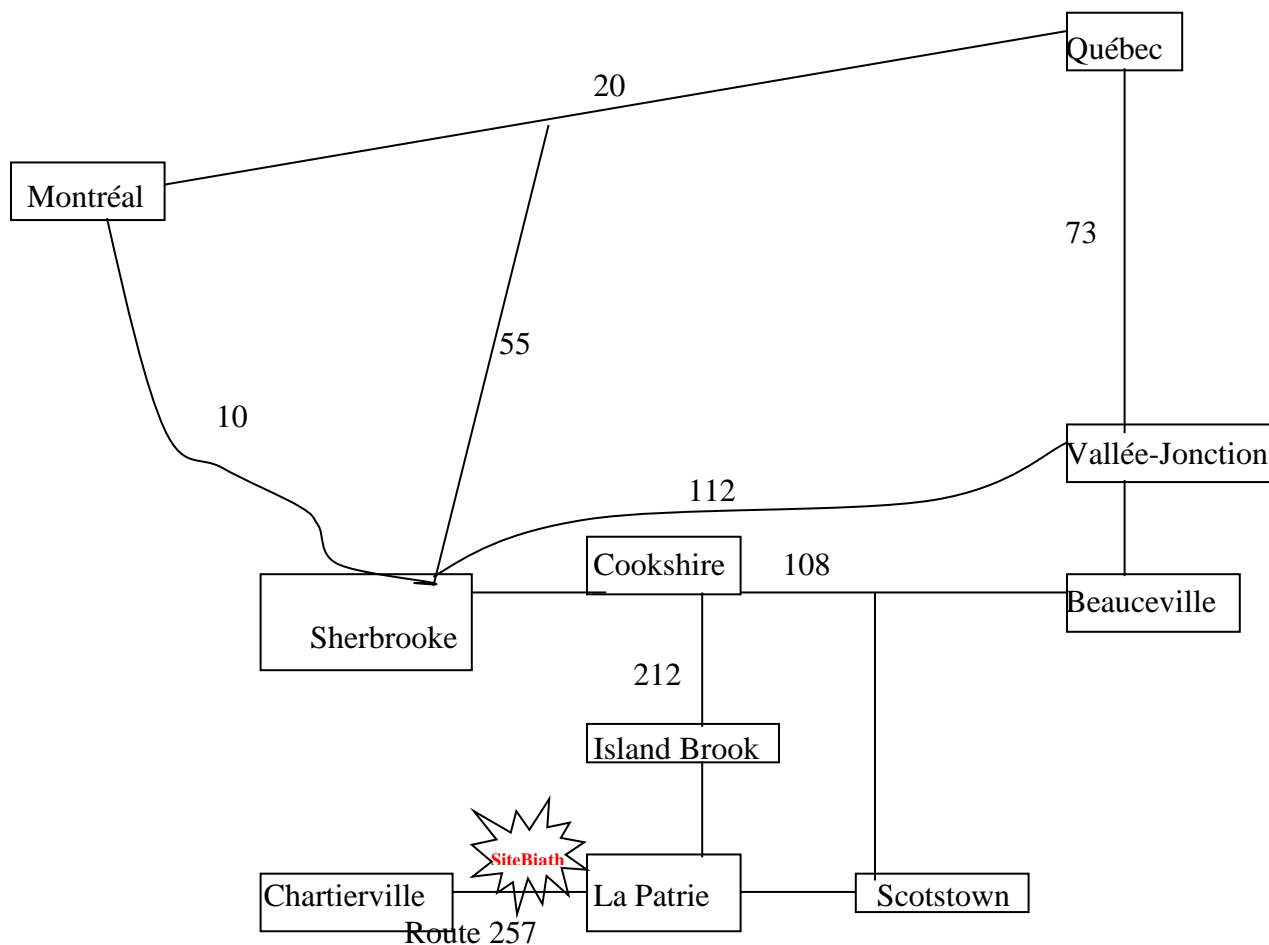 Québec
20
Montréal
73
55
10
Vallée-Jonction
112
Cookshire
108
Beauceville
Sherbrooke
212
Island Brook
SiteBiath
Chartierville
La Patrie
Scotstown
Route 257